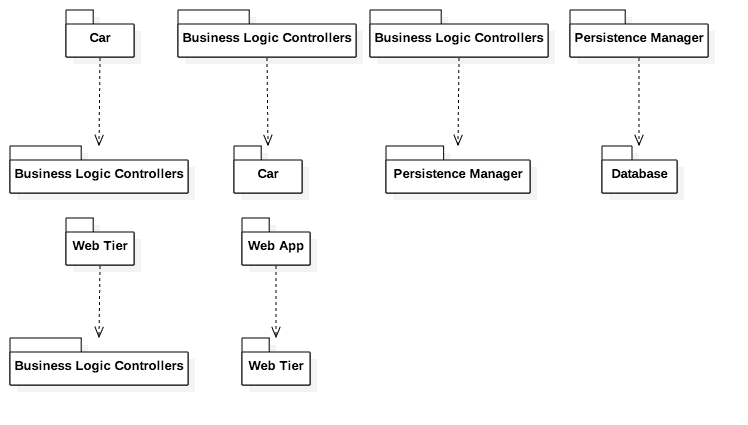 Car
Business Logic Controllers
Business Logic Controllers
Persistence Manager
Business Logic Controllers
Car
Persistence Manager
Database
Web Tier
Web App
Business Logic Controllers
Web Tier